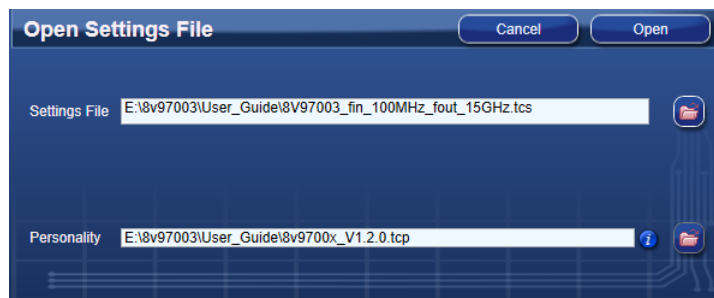 Open Settings File Cancel Open
Settings File E:\8v97003\User_Guide\8V97003_fin_100MHz_fout_15GHz.tcs
Personality E:\8v97003\User_Guide\8v9700x_V1.2.0.tcp i